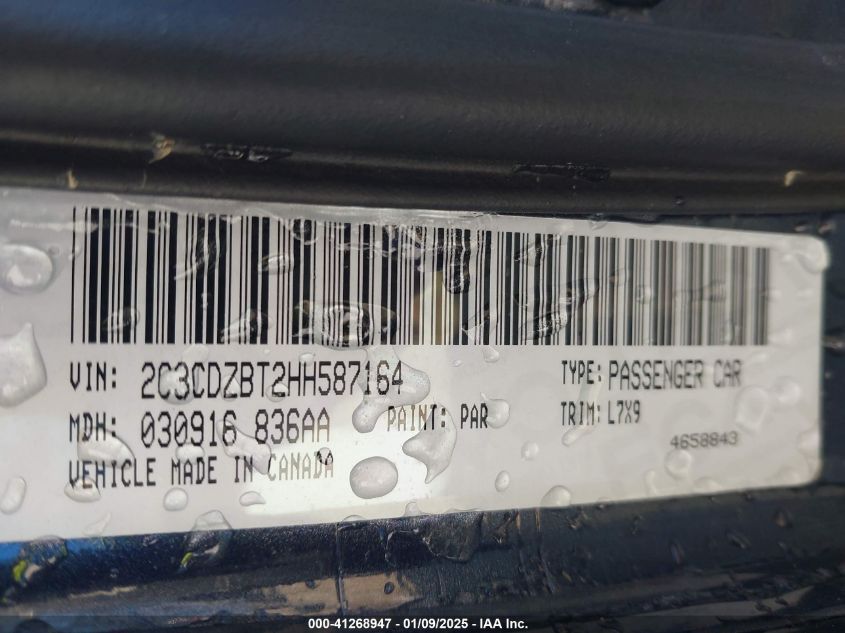 VIN: 2C3CDZBT2HH587164 TYPE: PASSENGER CAR
MDH: 030916 836AA PAINT: PAR TRIM: L7X9
4658843
VEHICLE MADE IN CANADA
000-41268947 - 01/09/2025 - IAA Inc.